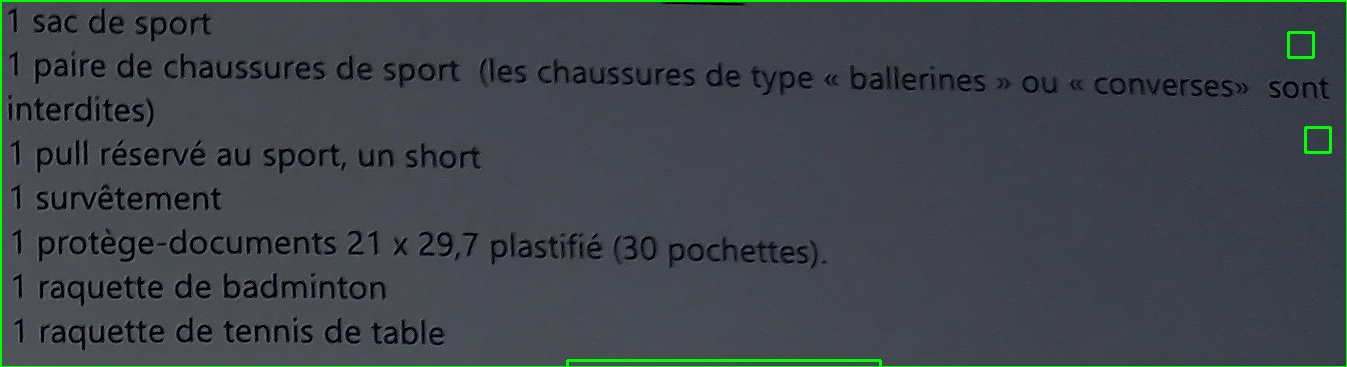 1 sac de sport
1 paire de chaussures de sport (les chaussures de type « ballerines » ou « converses» sont
interdites)
1 pull réservé au sport, un short
1 survêtement
1 protège-documents 21 x 29,7 plastifié (30 pochettes).
1 raquette de badminton
1 raquette de tennis de table